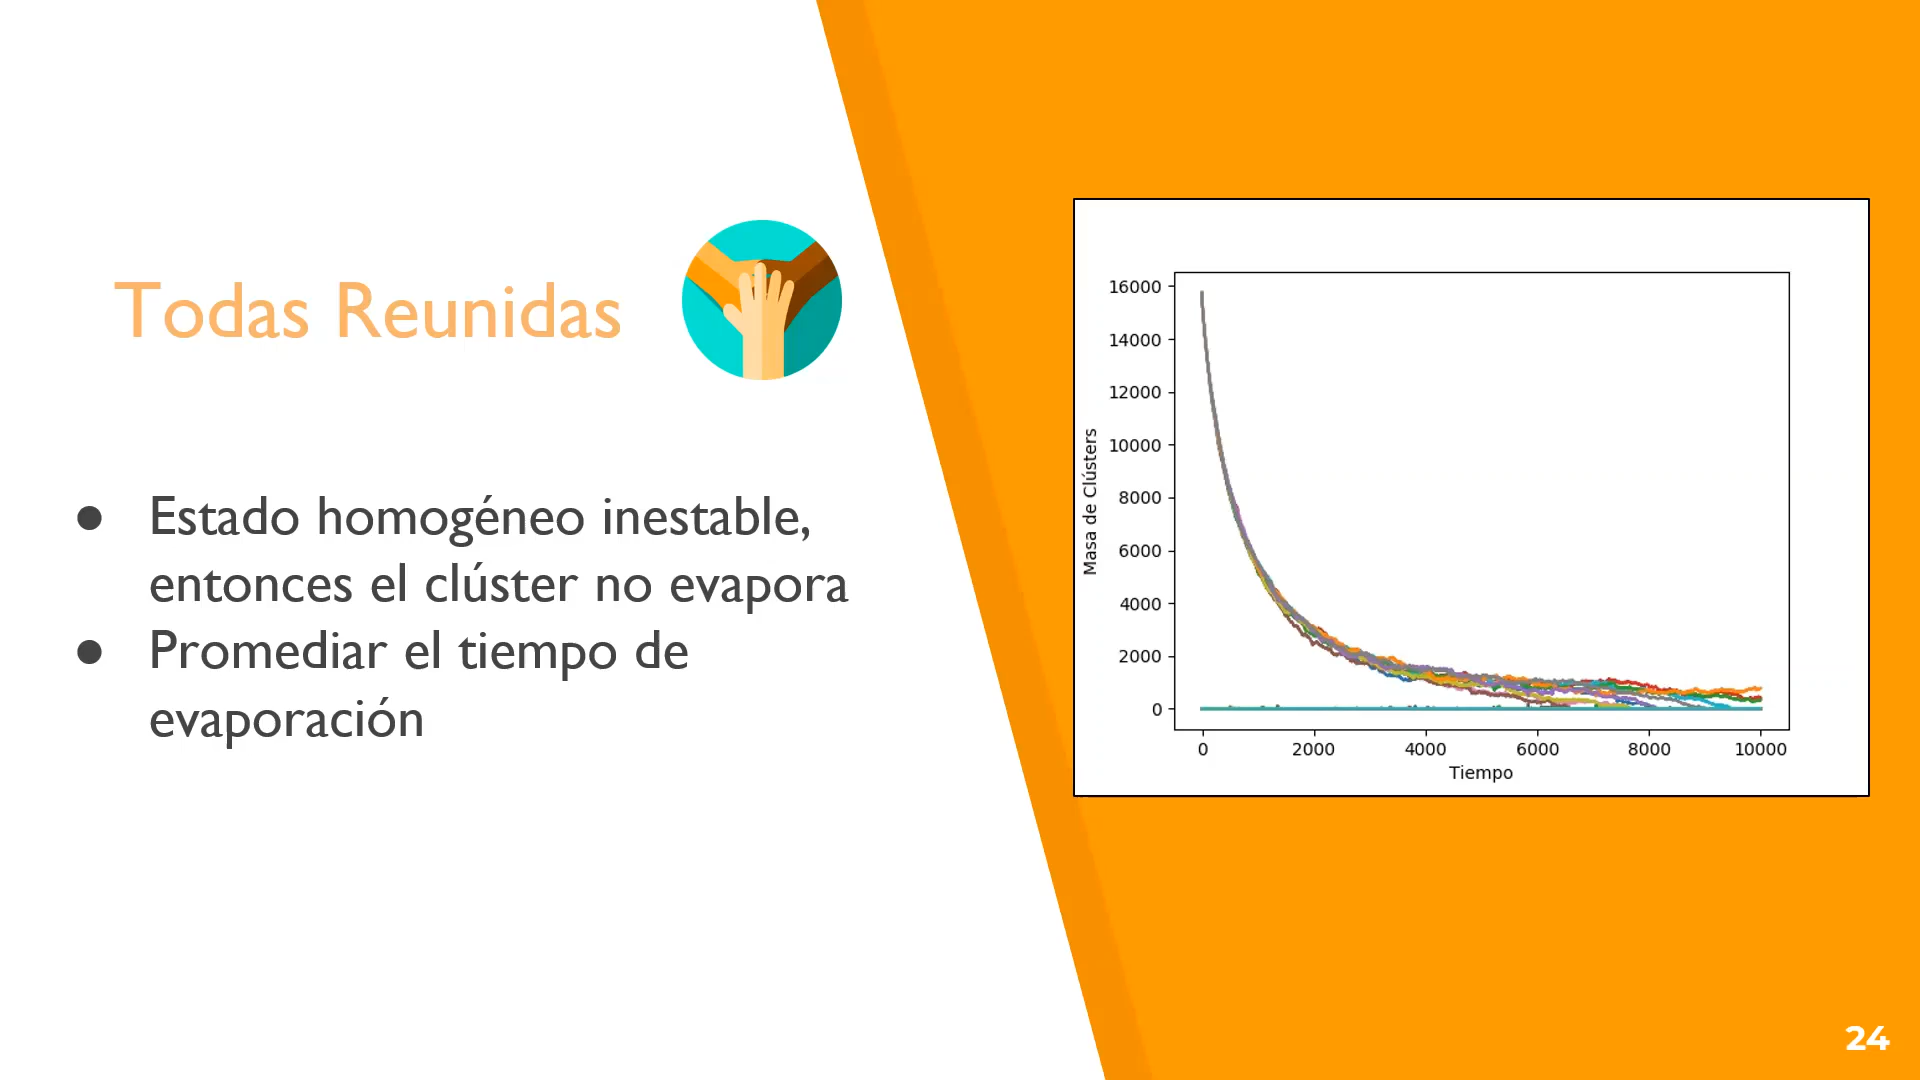 Todas Reunidas
● Estado homogéneo inestable,
entonces el clúster no evapora
● Promediar el tiempo de
evaporación
16000
14000
12000
10000
8000
6000
4000
2000
0
Masa de Clústers
0 2000 4000 6000 8000 10000
Tiempo
24